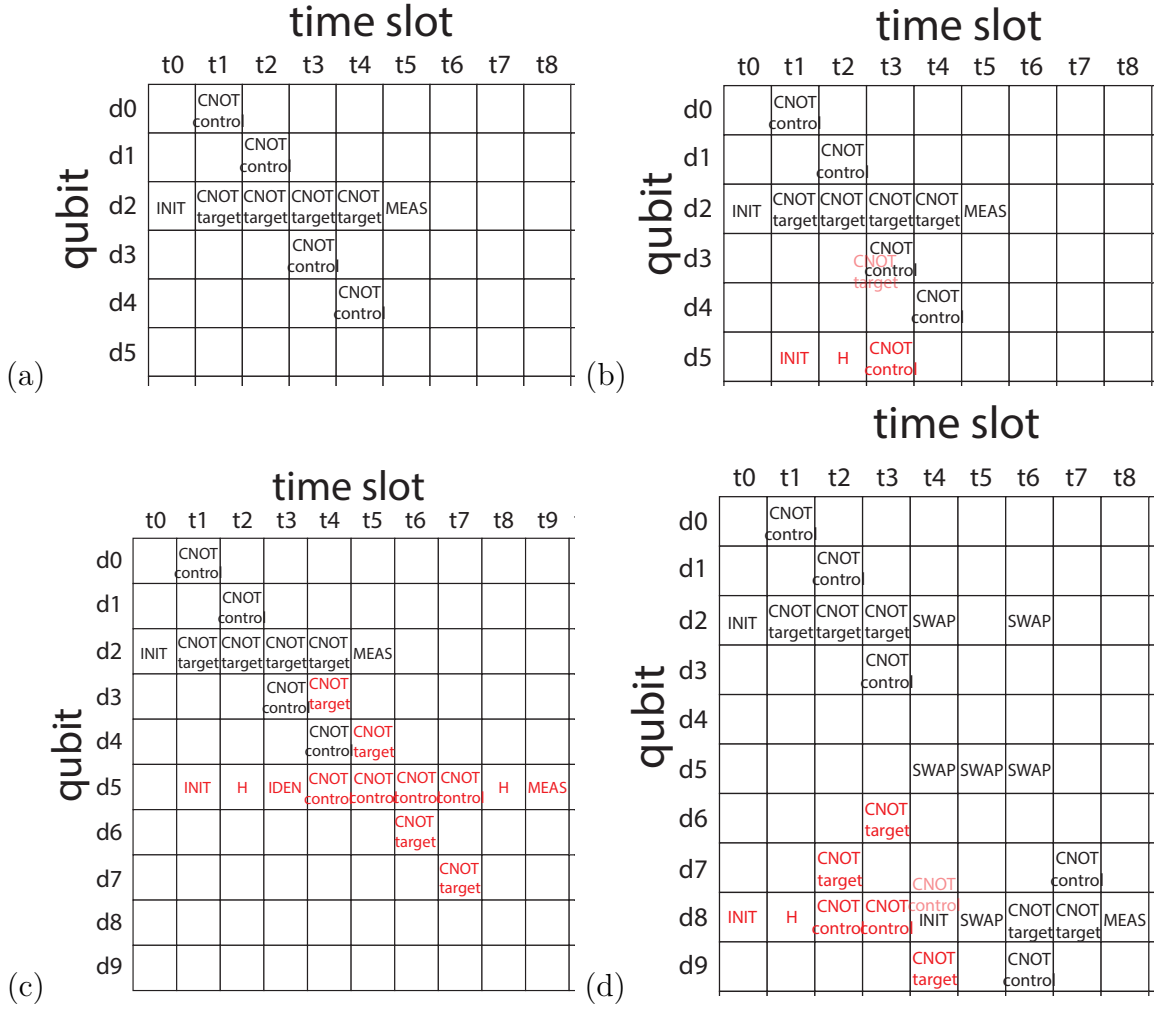 time slot
t0 t1 t2 t3 t4 t5 t6 t7 t8
qubit
d0 CNOT control
d1 CNOT control
d2 INIT CNOT target CNOT target CNOT target CNOT target MEAS
d3 CNOT control
d4 CNOT control
d5
(a)
time slot
t0 t1 t2 t3 t4 t5 t6 t7 t8
qubit
d0 CNOT control
d1 CNOT control
d2 INIT CNOT target CNOT target CNOT target CNOT target MEAS
d3 CNOT target CNOT control
d4 CNOT control
d5 INIT H CNOT control
(b)
time slot
t0 t1 t2 t3 t4 t5 t6 t7 t8 t9
qubit
d0 CNOT control
d1 CNOT control
d2 INIT CNOT target CNOT target CNOT target CNOT target MEAS
d3 CNOT control CNOT target
d4 CNOT control CNOT target
d5 INIT H IDEN CNOT control CNOT control CNOT control CNOT control H MEAS
d6 CNOT target
d7 CNOT target
d8
d9
(c)
time slot
t0 t1 t2 t3 t4 t5 t6 t7 t8
qubit
d0 CNOT control
d1 CNOT control
d2 INIT CNOT target CNOT target CNOT target SWAP SWAP
d3 CNOT control
d4
d5 SWAP SWAP SWAP
d6 CNOT target
d7 CNOT target CNOT control
d8 INIT H CNOT control CNOT control CNOT control INIT SWAP CNOT target CNOT target MEAS
d9 CNOT target CNOT control
(d)